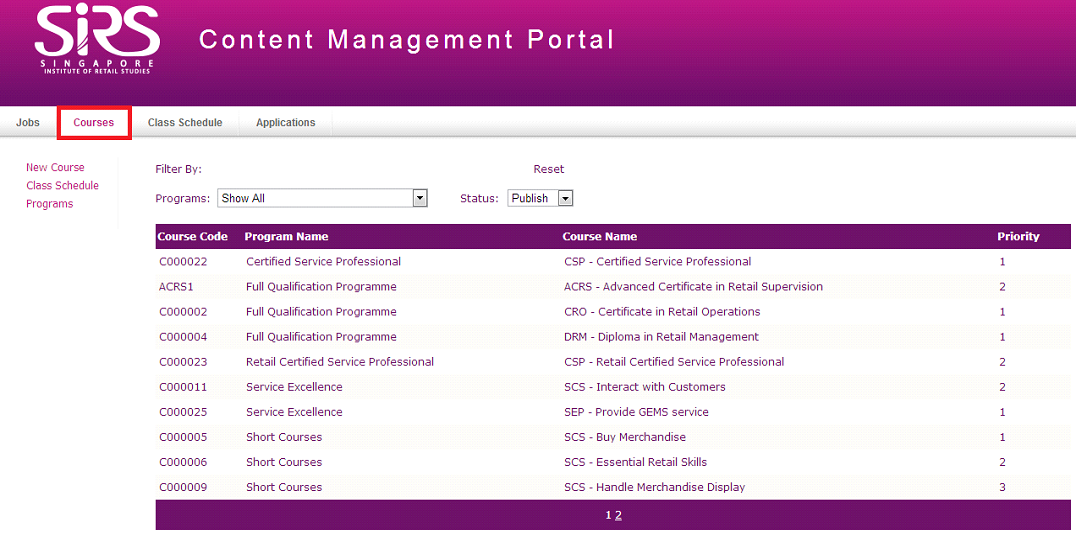 SiRS
SINGAPORE
INSTITUTE OF RETAIL STUDIES
Content Management Portal
Jobs Courses Class Schedule Applications
New Course
Class Schedule
Programs
Filter By: Reset
Programs: Show All Status: Publish
Course Code Program Name Course Name Priority
C000022 Certified Service Professional CSP - Certified Service Professional 1
ACRS1 Full Qualification Programme ACRS - Advanced Certificate in Retail Supervision 2
C000002 Full Qualification Programme CRO - Certificate in Retail Operations 1
C000004 Full Qualification Programme DRM - Diploma in Retail Management 1
C000023 Retail Certified Service Professional CSP - Retail Certified Service Professional 2
C000011 Service Excellence SCS - Interact with Customers 2
C000025 Service Excellence SEP - Provide GEMS service 1
C000005 Short Courses SCS - Buy Merchandise 1
C000006 Short Courses SCS - Essential Retail Skills 2
C000009 Short Courses SCS - Handle Merchandise Display 3
1 2